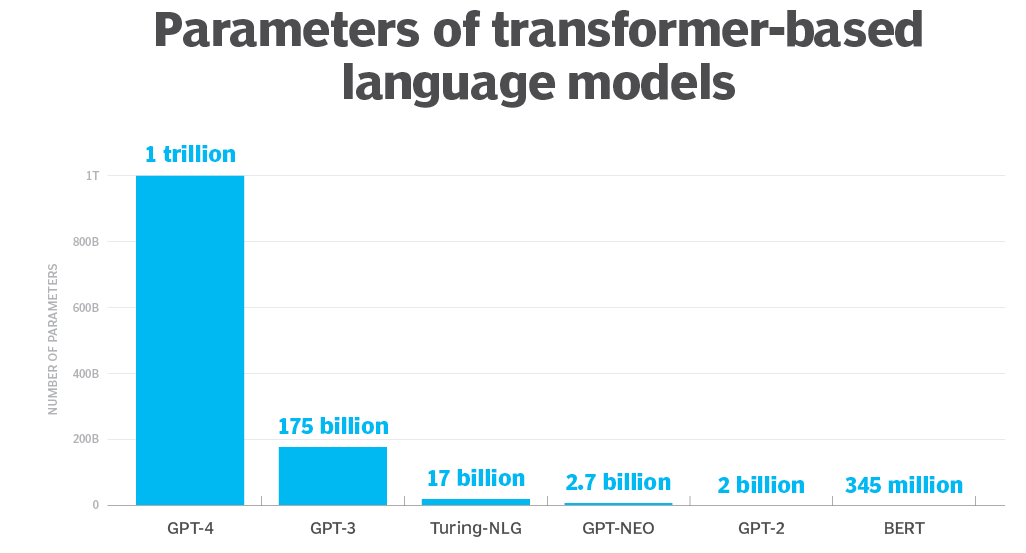 Parameters of transformer-based
language models
1 trillion
1T
800B
600B
400B
200B
0
NUMBER OF PARAMETERS
175 billion
17 billion
2.7 billion
2 billion
345 million
GPT-4
GPT-3
Turing-NLG
GPT-NEO
GPT-2
BERT